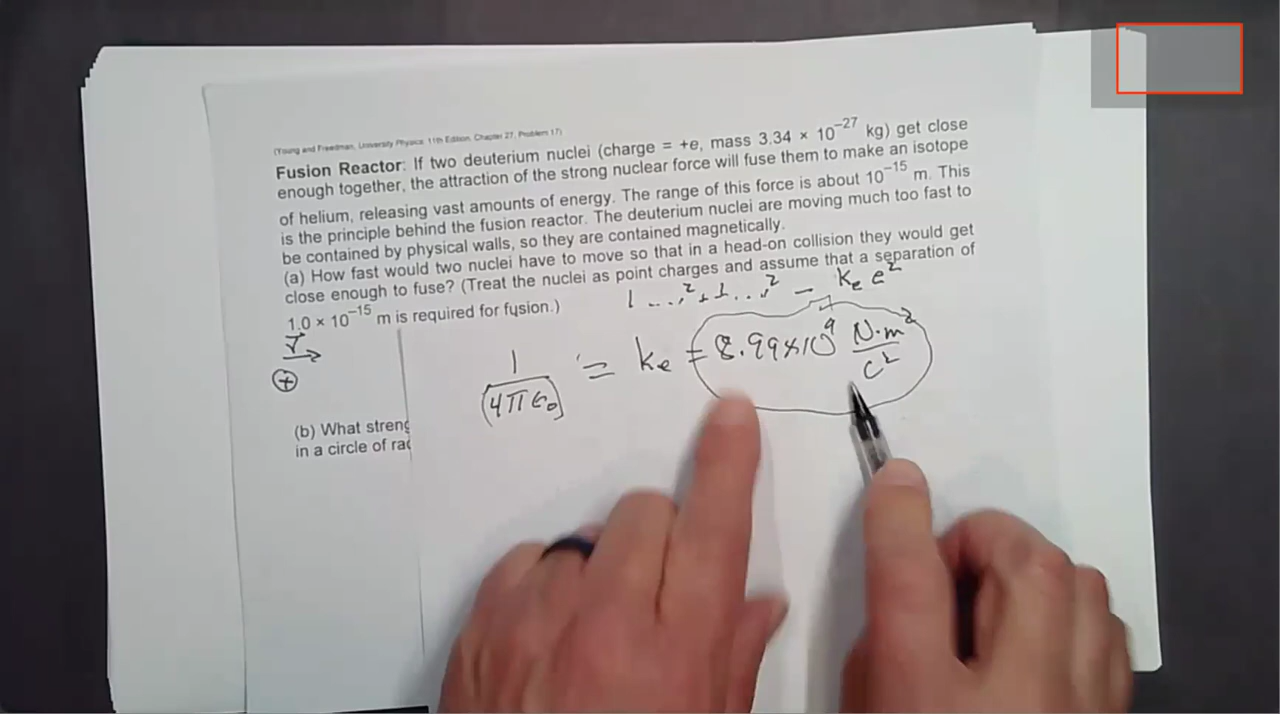 (Young and Freedman, University Physics, 11th Edition, Chapter 27, Problem 17)
Fusion Reactor: If two deuterium nuclei (charge = +e, mass 3.34 × 10⁻²⁷ kg) get close
enough together, the attraction of the strong nuclear force will fuse them to make an isotope
of helium, releasing vast amounts of energy. The range of this force is about 10⁻¹⁵ m. This
is the principle behind the fusion reactor. The deuterium nuclei are moving much too fast to
be contained by physical walls, so they are contained magnetically.
(a) How fast would two nuclei have to move so that in a head-on collision they would get
close enough to fuse? (Treat the nuclei as point charges and assume that a separation of
1.0 × 10⁻¹⁵ m is required for fusion.)
kₑ e²
1/(4πε₀) = kₑ = 8.99×10⁹ N·m²/C²
+
(b) What streng
in a circle of rad